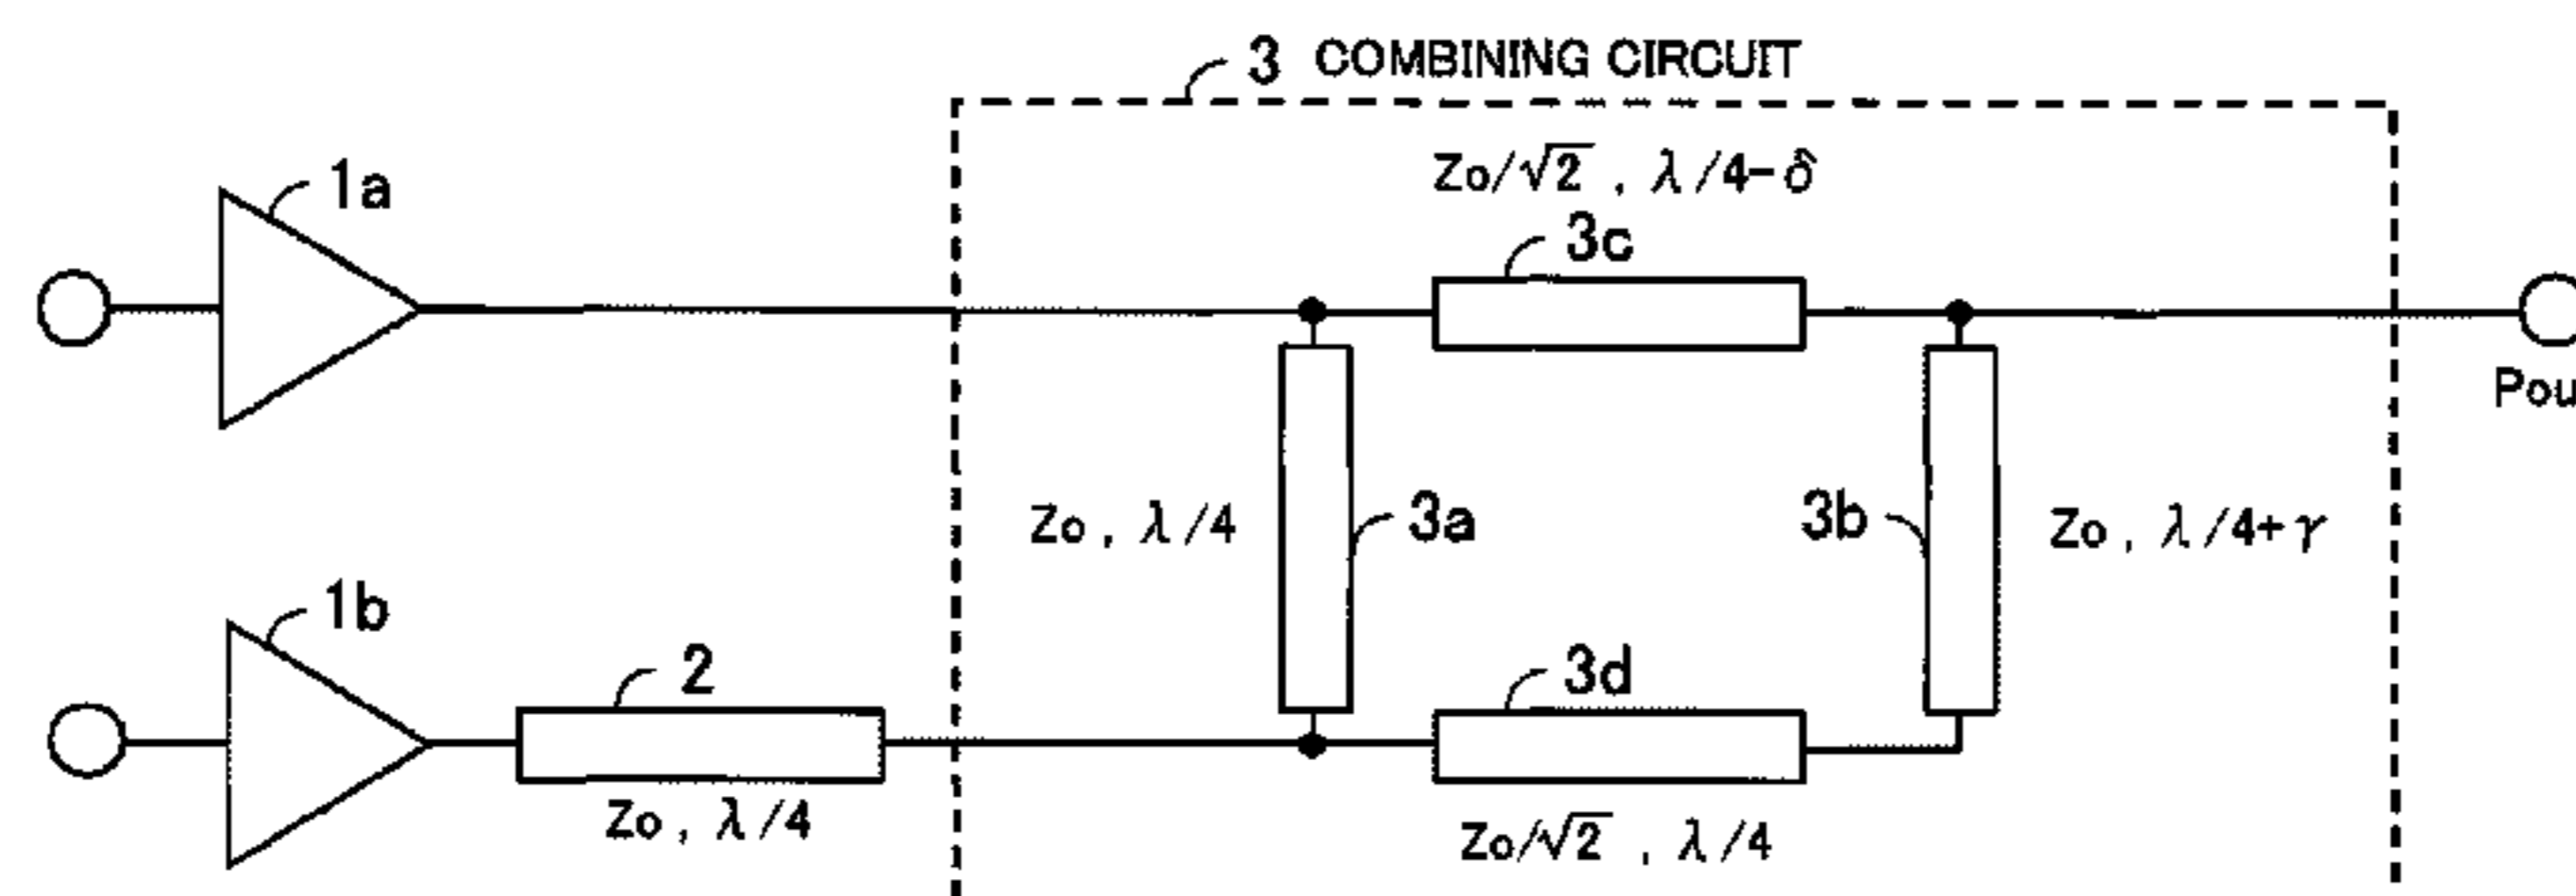 3 COMBINING CIRCUIT
Zo/√2 , λ/4-δ
1a
3c
Pou
Zo , λ/4
3a
3b
Zo , λ/4+γ
1b
2
3d
Zo , λ/4
Zo/√2 , λ/4